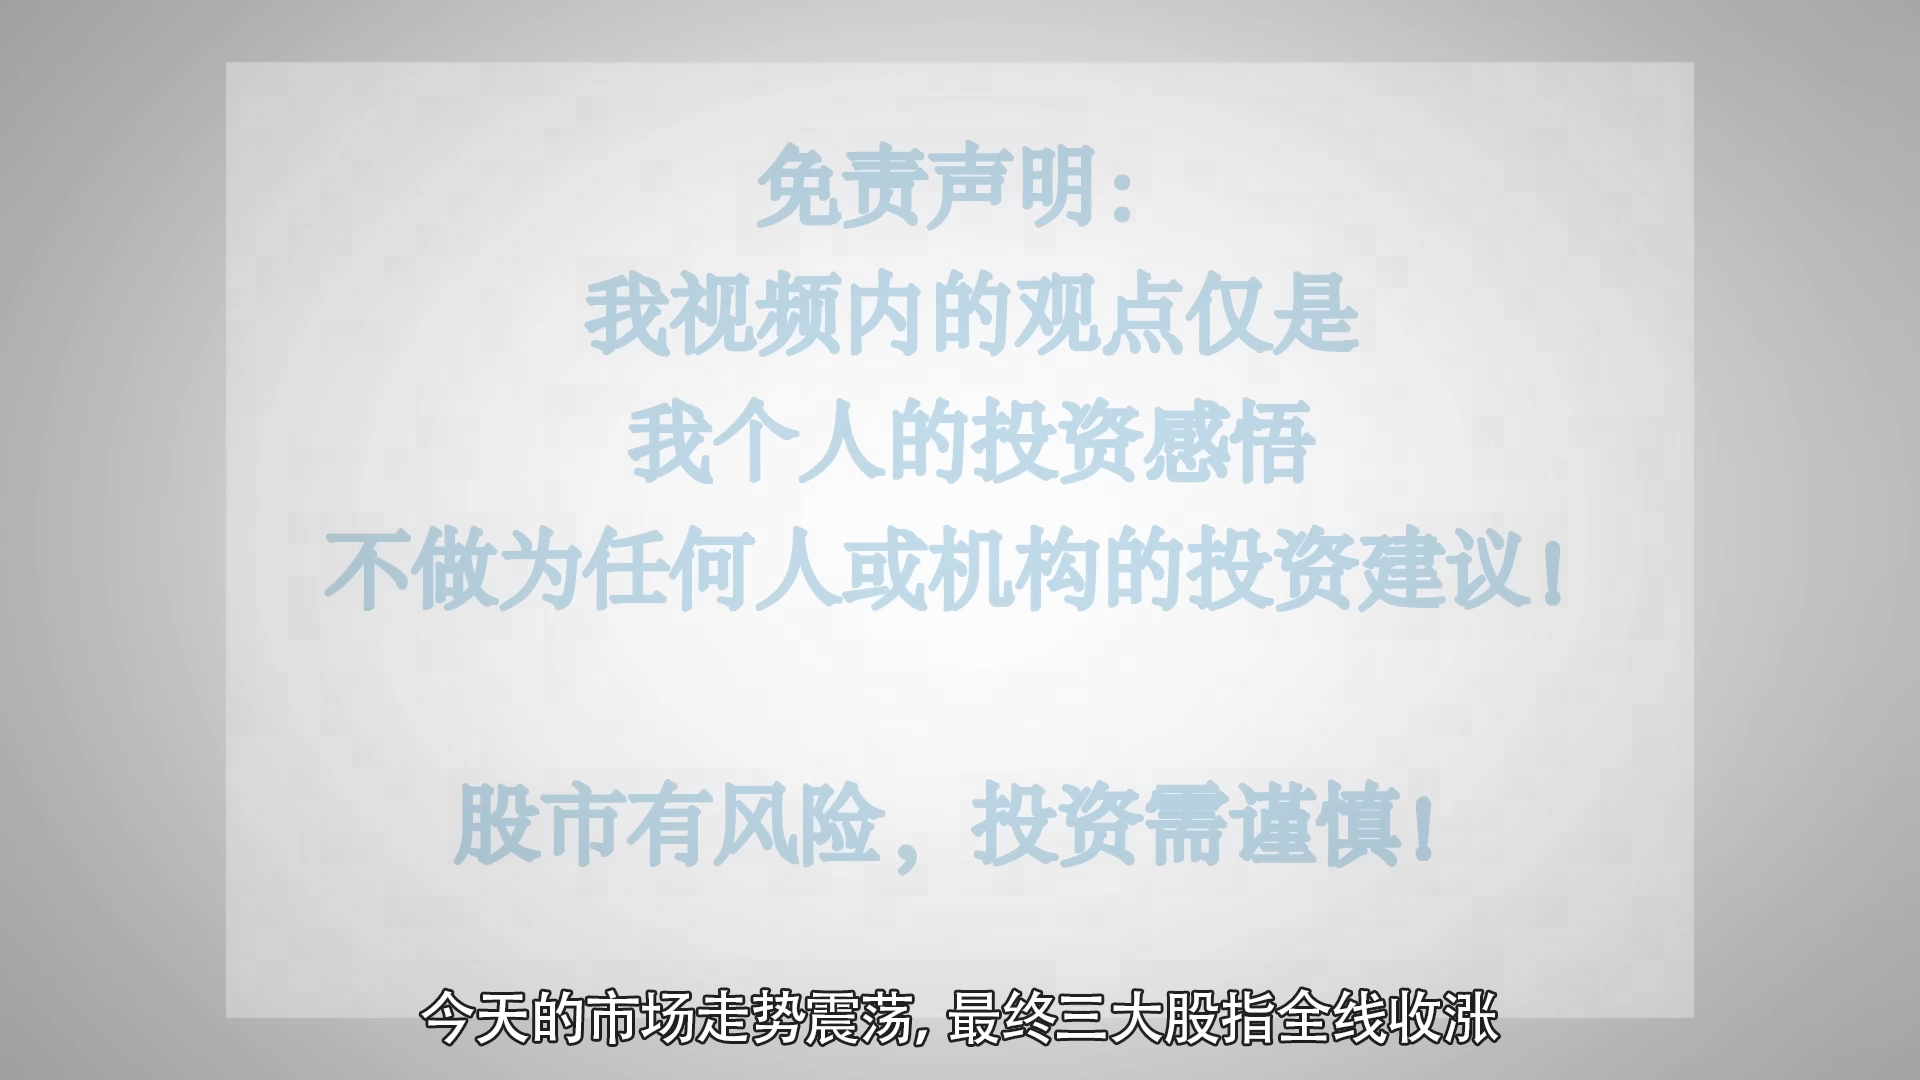 免责声明：
我视频内的观点仅是
我个人的投资感悟
不做为任何人或机构的投资建议！
股市有风险，投资需谨慎！
今天的市场走势震荡, 最终三大股指全线收涨